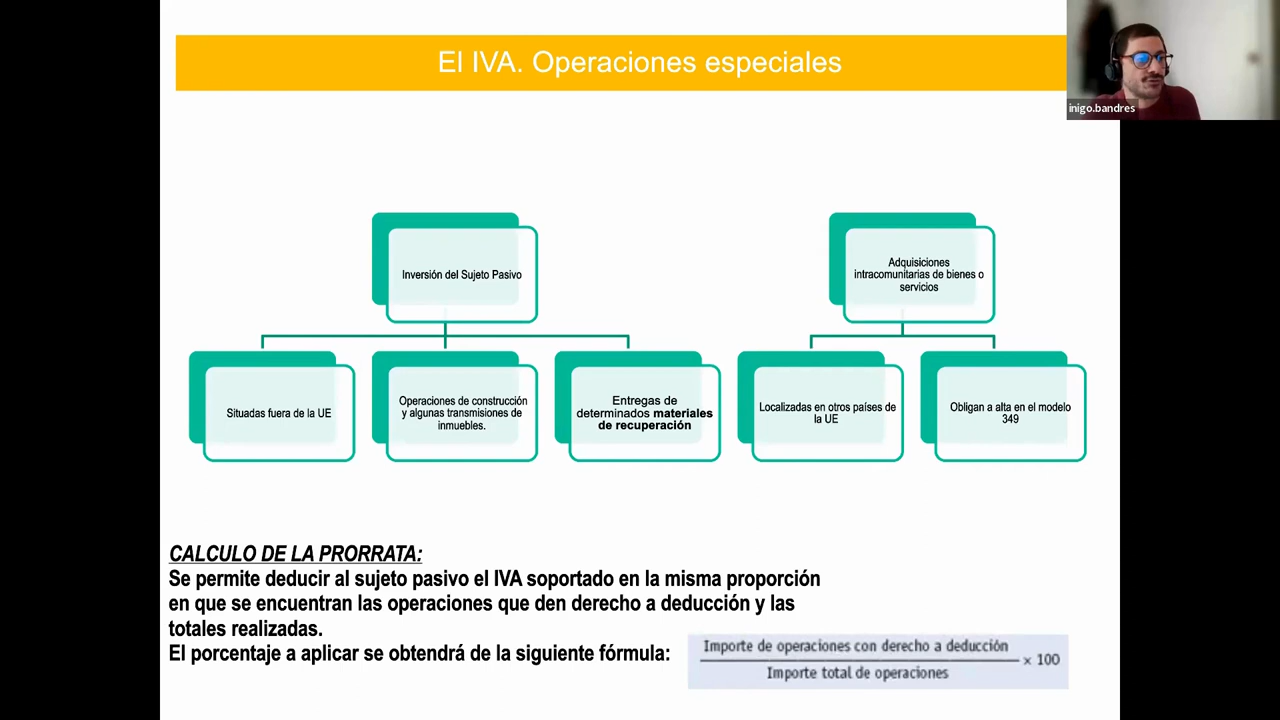 El IVA. Operaciones especiales
inigo.bandres
Inversión del Sujeto Pasivo
Adquisiciones
intracomunitarias de bienes o
servicios
Situadas fuera de la UE
Operaciones de construcción
y algunas transmisiones de
inmuebles.
Entregas de
determinados materiales
de recuperación
Localizadas en otros países de
la UE
Obligan a alta en el modelo
349
CALCULO DE LA PRORRATA:
Se permite deducir al sujeto pasivo el IVA soportado en la misma proporción
en que se encuentran las operaciones que den derecho a deducción y las
totales realizadas.
El porcentaje a aplicar se obtendrá de la siguiente fórmula:
Importe de operaciones con derecho a deducción
Importe total de operaciones
× 100